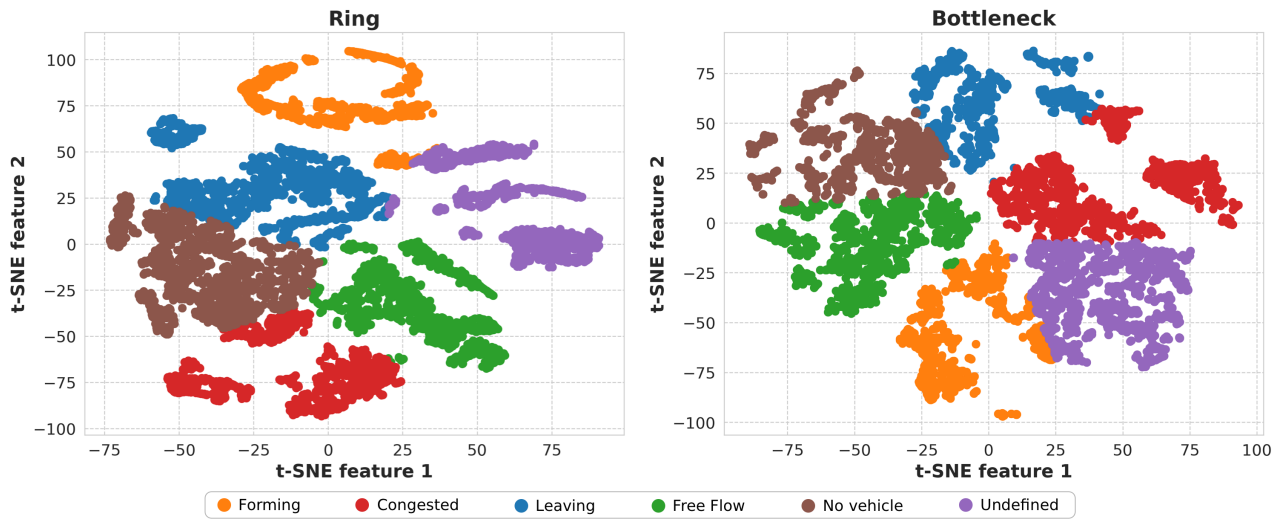 Ring
Bottleneck
100
75
50
25
0
−25
−50
−75
−100
t-SNE feature 2
−75 −50 −25 0 25 50 75
t-SNE feature 1
75
50
25
0
−25
−50
−75
−100
t-SNE feature 2
−75 −50 −25 0 25 50 75 100
t-SNE feature 1
Forming Congested Leaving Free Flow No vehicle Undefined